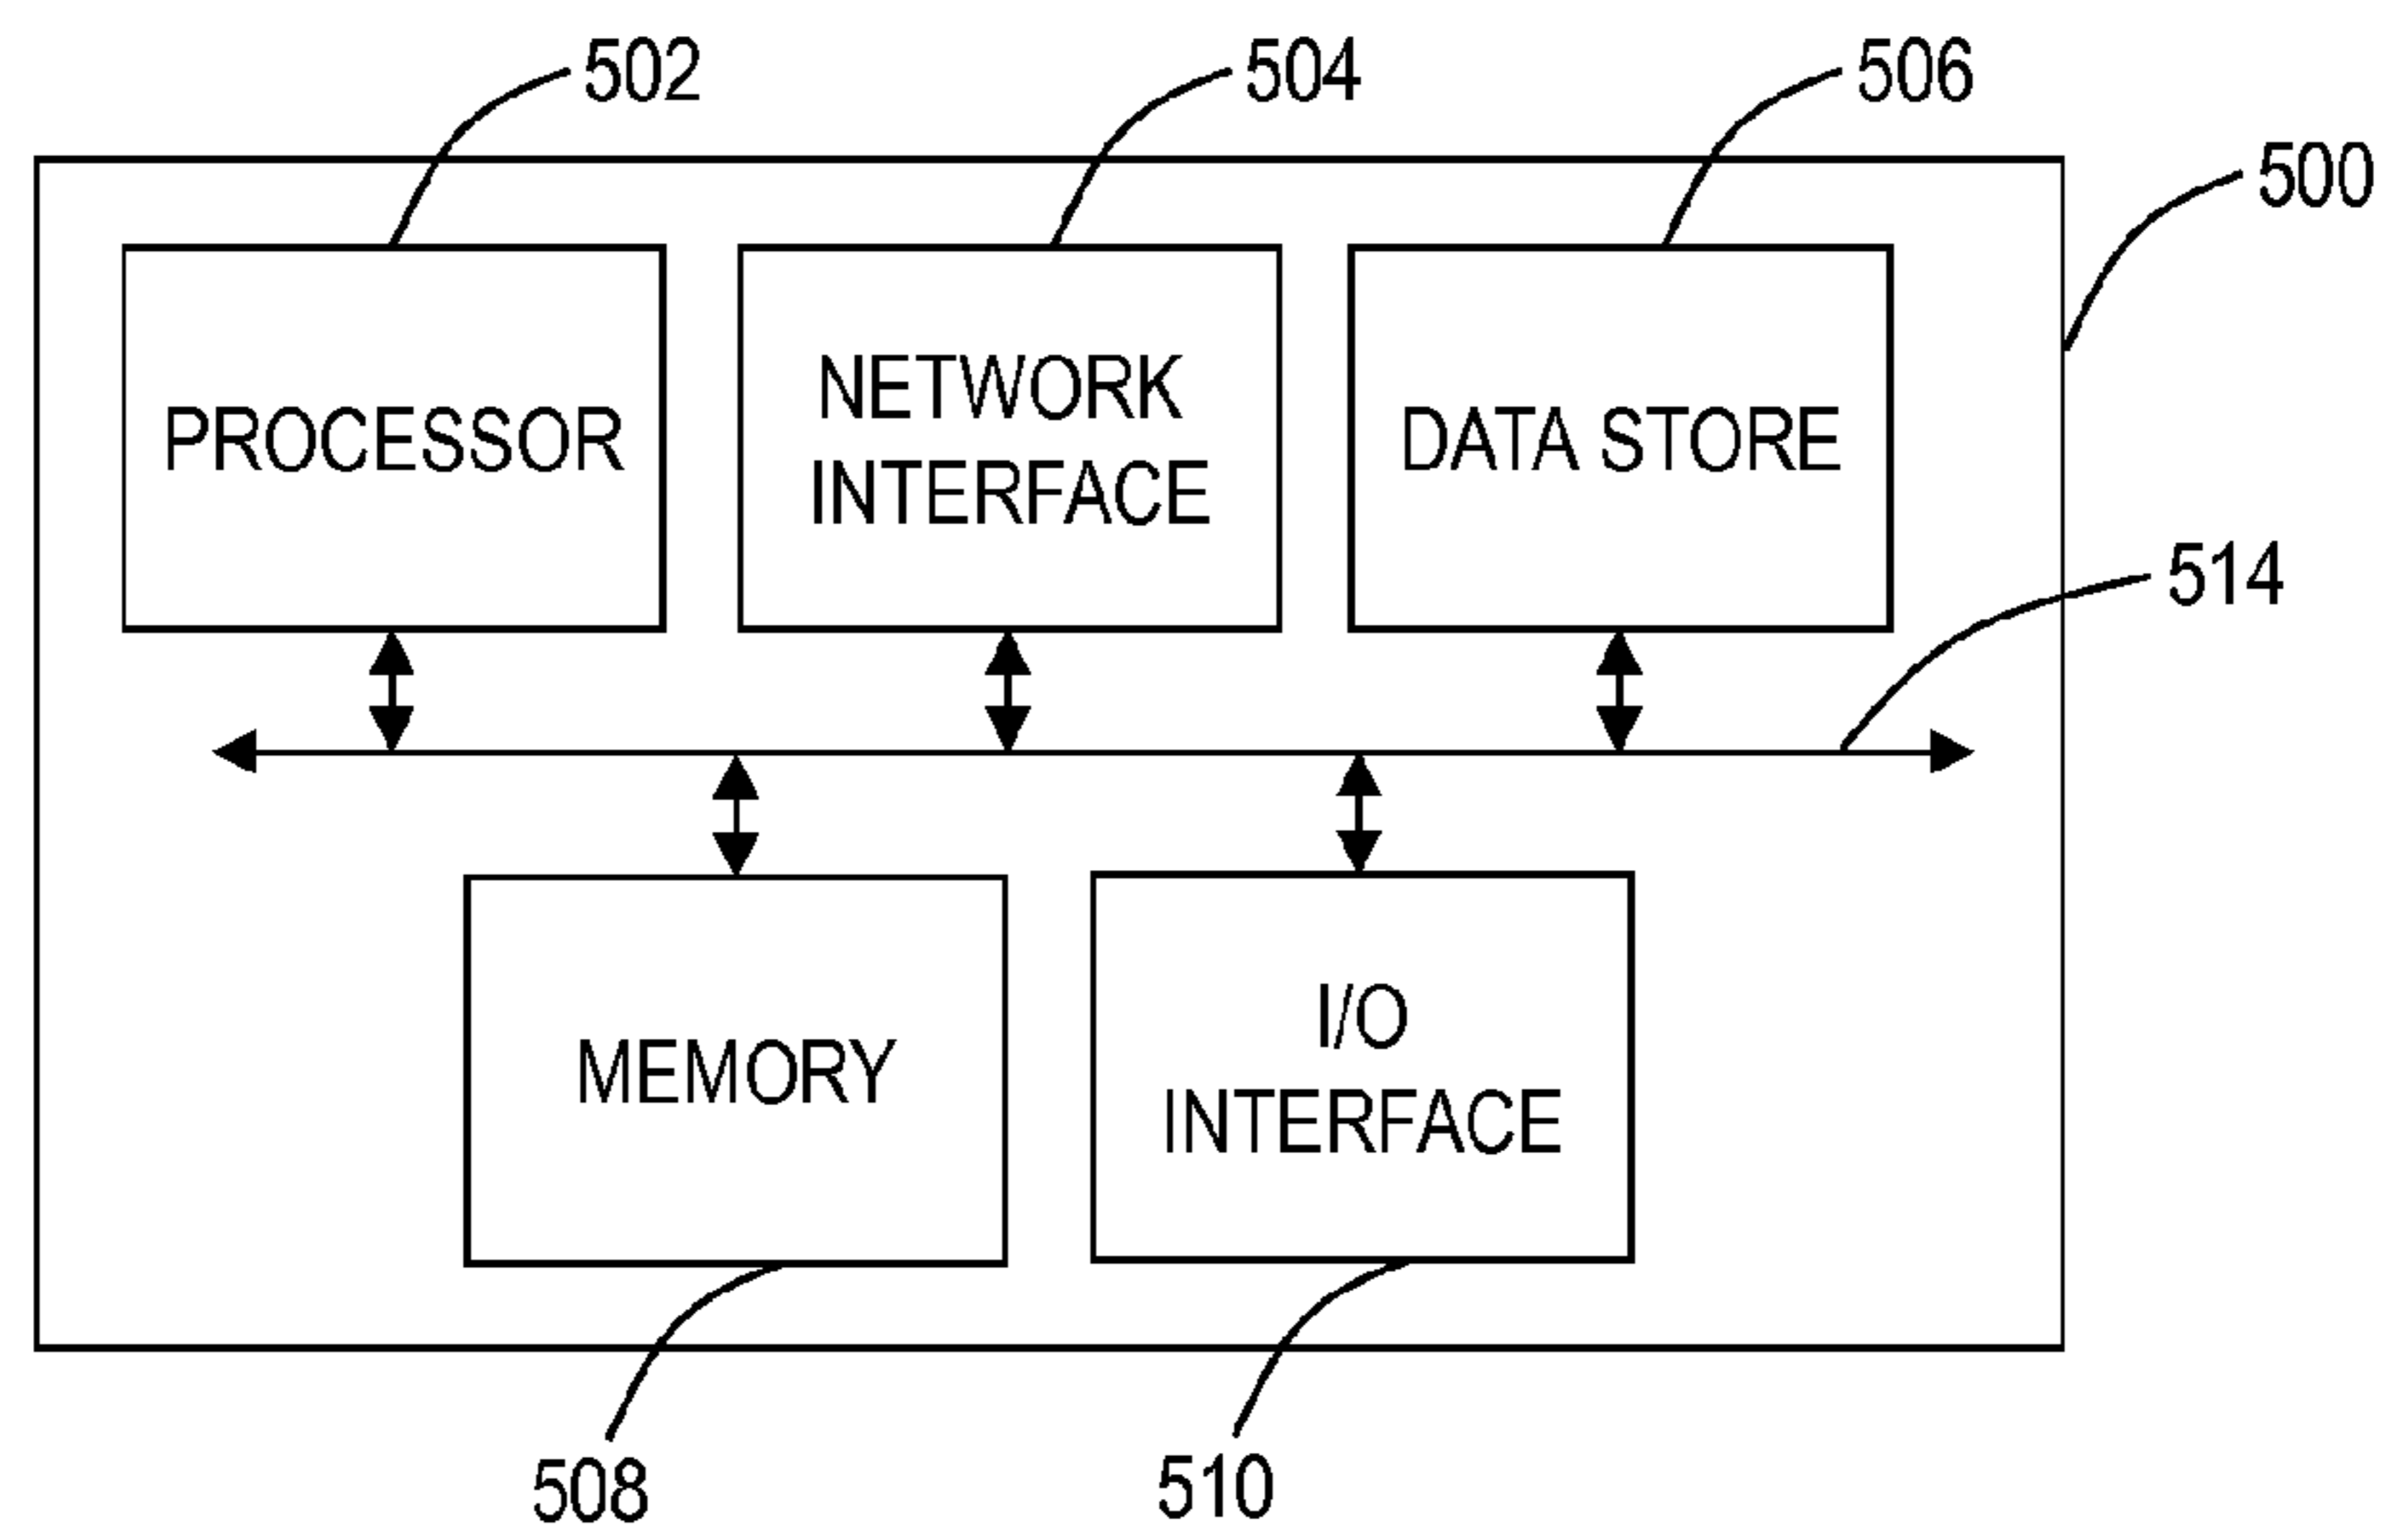 502
504
506
500
PROCESSOR
NETWORK
INTERFACE
DATA STORE
514
MEMORY
I/O
INTERFACE
508
510